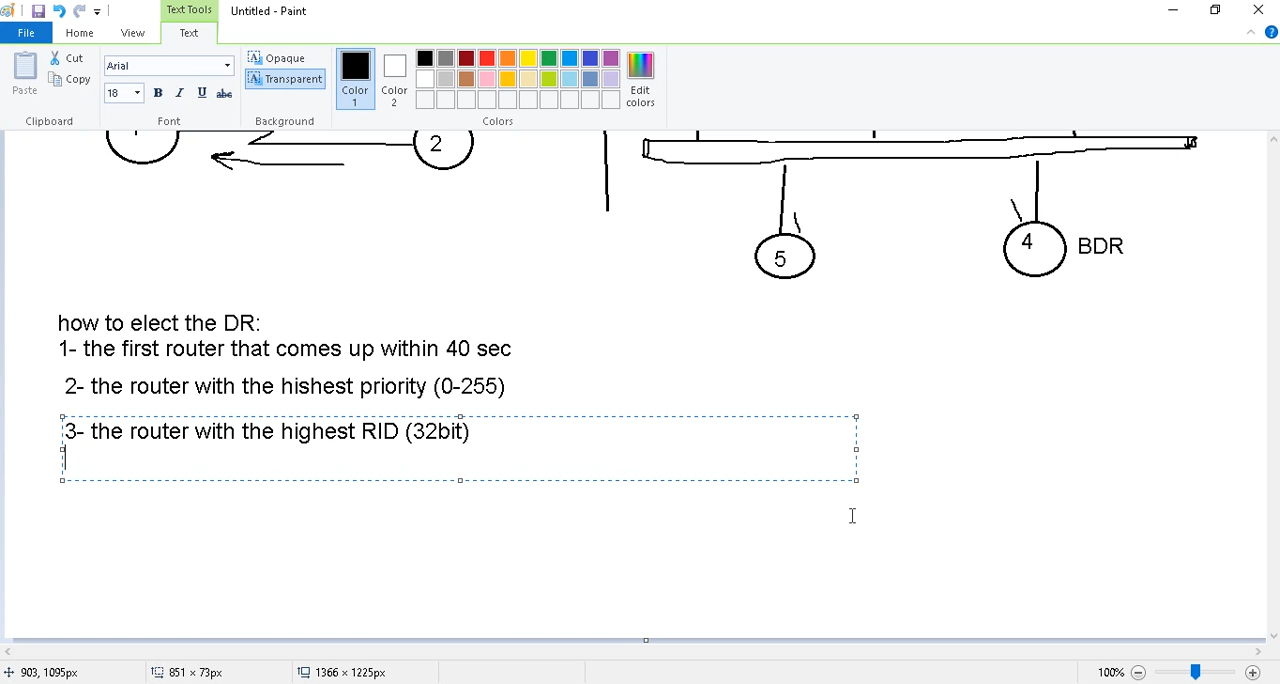 Text Tools
Untitled - Paint
File
Home
View
Text
Paste
Cut
Copy
Clipboard
Arial
18
B I U abc
Font
Opaque
Transparent
Background
Color 1
Color 2
Edit colors
Colors
2
5
4
BDR
how to elect the DR:
1- the first router that comes up within 40 sec
2- the router with the hishest priority (0-255)
3- the router with the highest RID (32bit)
903, 1095px
851 × 73px
1366 × 1225px
100%